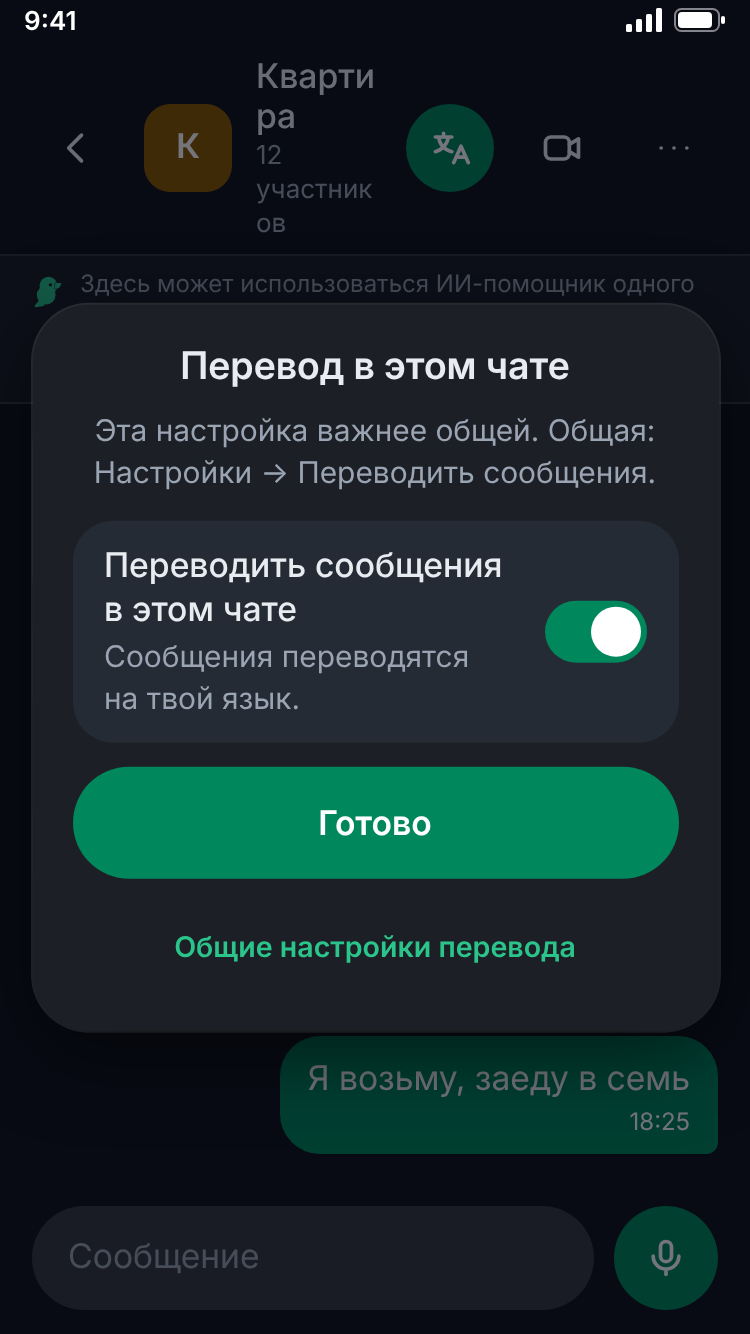 9:41
Кварти
ра
К
12
участник
ов
Здесь может использоваться ИИ-помощник одного
Перевод в этом чате
Эта настройка важнее общей. Общая:
Настройки → Переводить сообщения.
Переводить сообщения
в этом чате
Сообщения переводятся
на твой язык.
Готово
Общие настройки перевода
Я возьму, заеду в семь
18:25
Сообщение